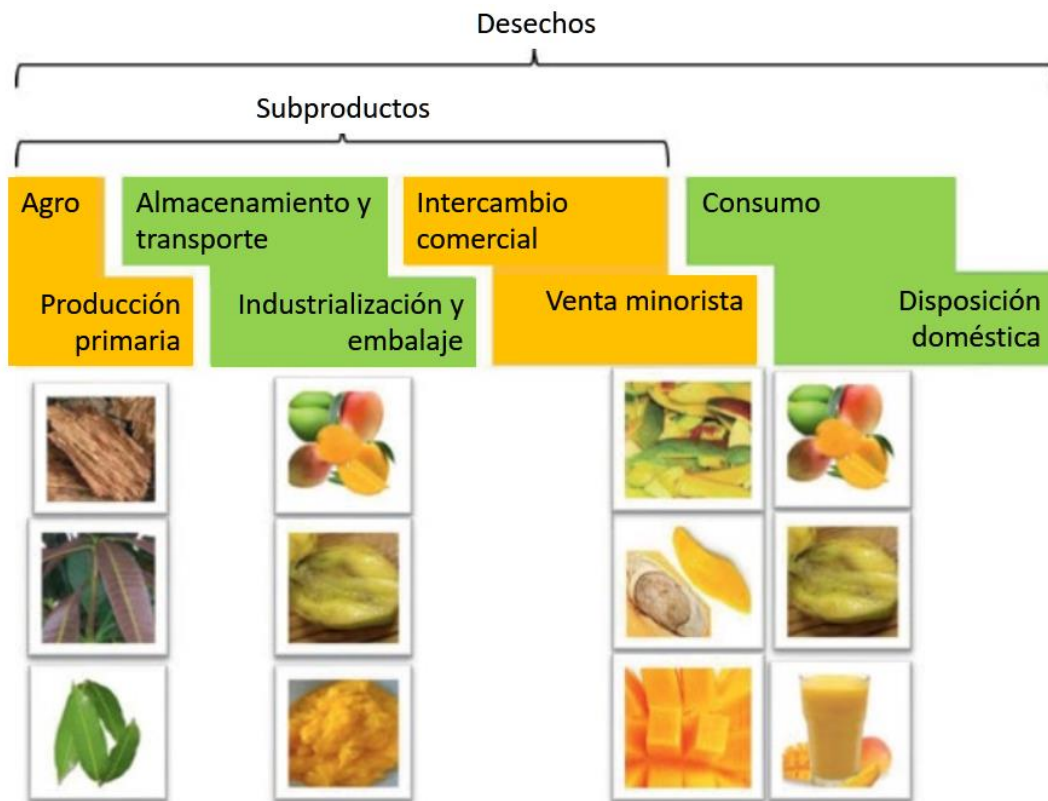 Desechos
Subproductos
Agro
Almacenamiento y
transporte
Intercambio
comercial
Consumo
Producción
primaria
Industrialización y
embalaje
Venta minorista
Disposición
doméstica